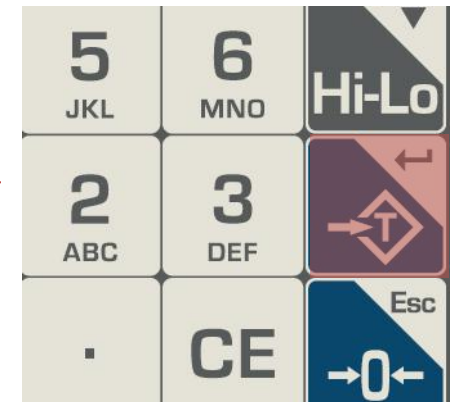 5 6 Hi-Lo
JKL MNO
2 3 T
ABC DEF
Esc
. CE →0←